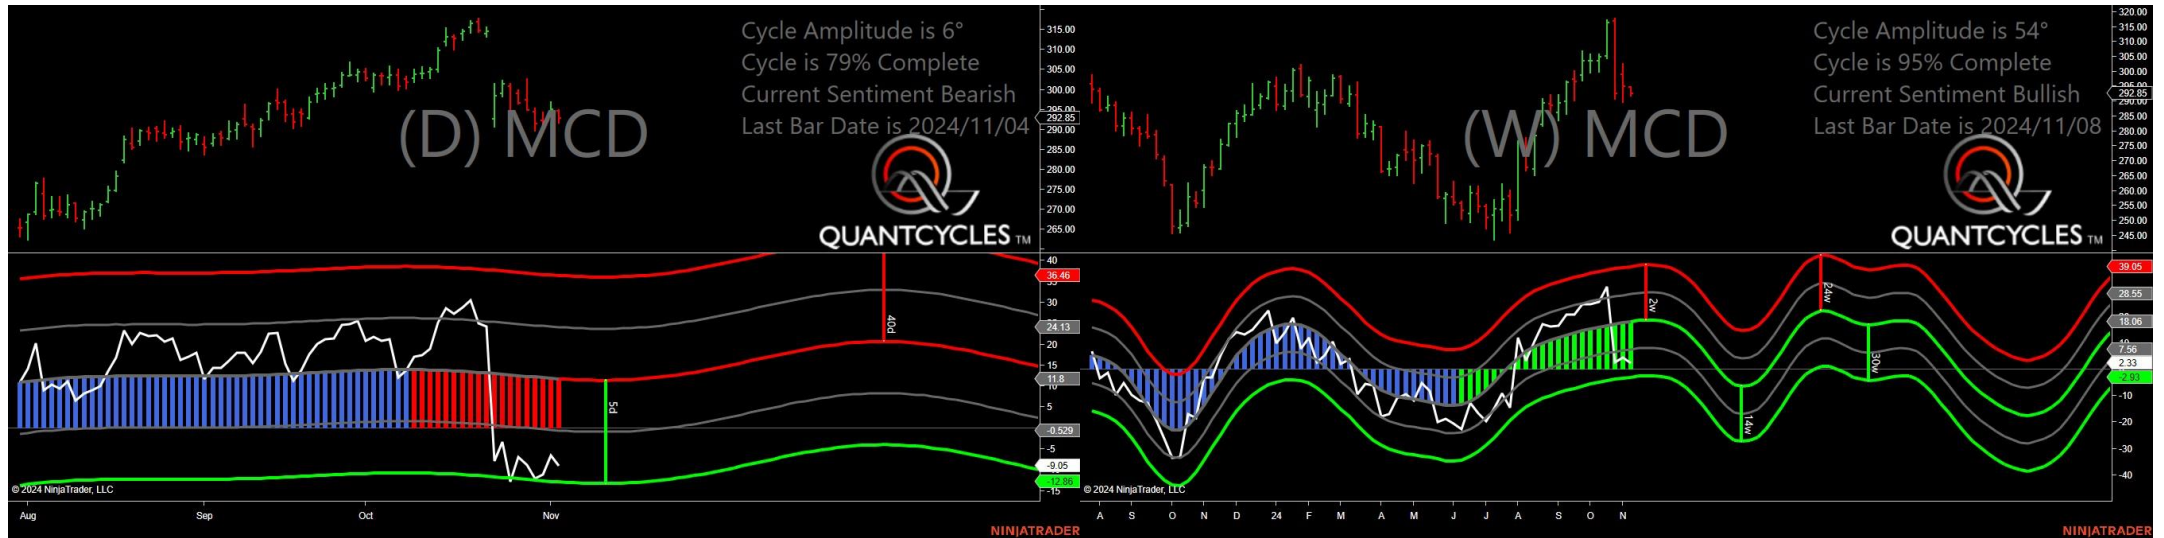 Cycle Amplitude is 6°
Cycle is 79% Complete
Current Sentiment Bearish
Last Bar Date is 2024/11/04
(D) MCD
QUANTCYCLES TM
315.00
310.00
305.00
300.00
295.00
292.85
290.00
285.00
280.00
275.00
270.00
265.00
40
36.46
30
24.13
20
15
11.8
5
-0.529
-5
-9.05
-12.86
-15
40d
5d
© 2024 NinjaTrader, LLC
Aug
Sep
Oct
Nov
NINJATRADER
Cycle Amplitude is 54°
Cycle is 95% Complete
Current Sentiment Bullish
Last Bar Date is 2024/11/08
(W) MCD
QUANTCYCLES TM
320.00
315.00
310.00
305.00
300.00
292.85
290.00
285.00
280.00
275.00
270.00
265.00
260.00
255.00
250.00
245.00
39.05
28.55
18.06
7.56
2.33
-2.93
-10
-20
-30
-40
2w
24w
30w
14w
© 2024 NinjaTrader, LLC
A S O N D 24 F M A M J J A S O N
NINJATRADER